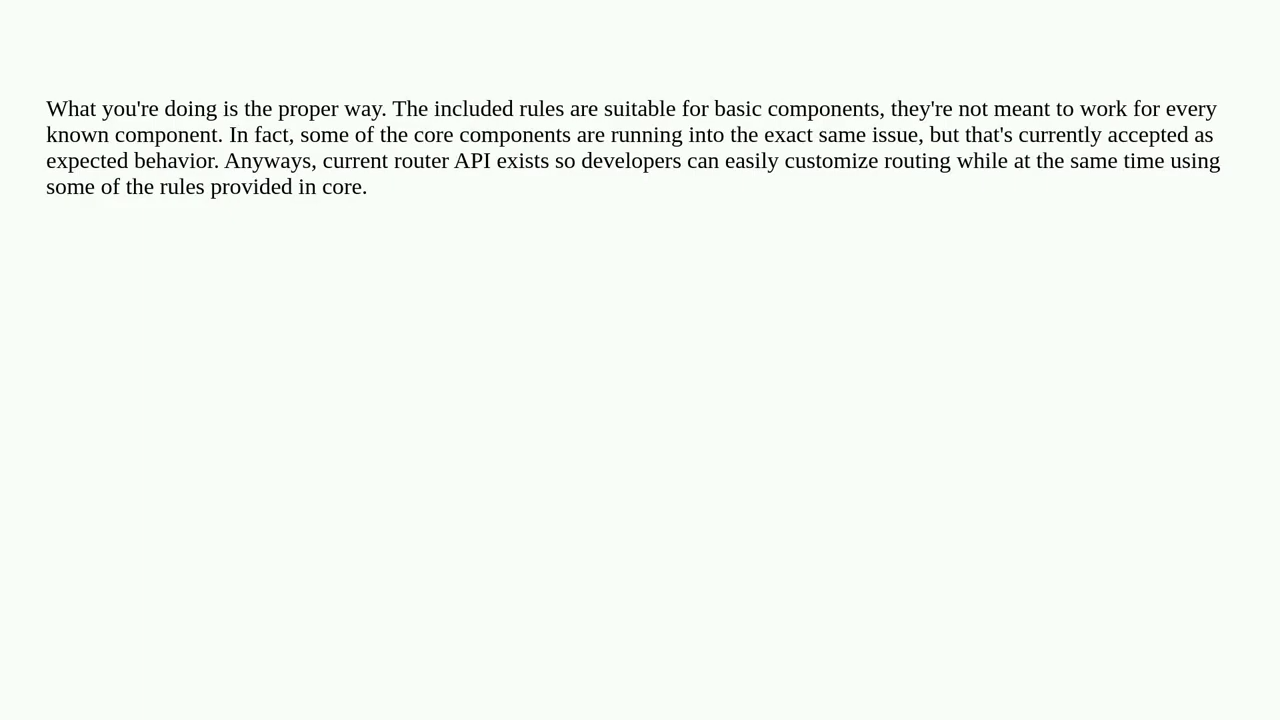 What you're doing is the proper way. The included rules are suitable for basic components, they're not meant to work for every
known component. In fact, some of the core components are running into the exact same issue, but that's currently accepted as
expected behavior. Anyways, current router API exists so developers can easily customize routing while at the same time using
some of the rules provided in core.